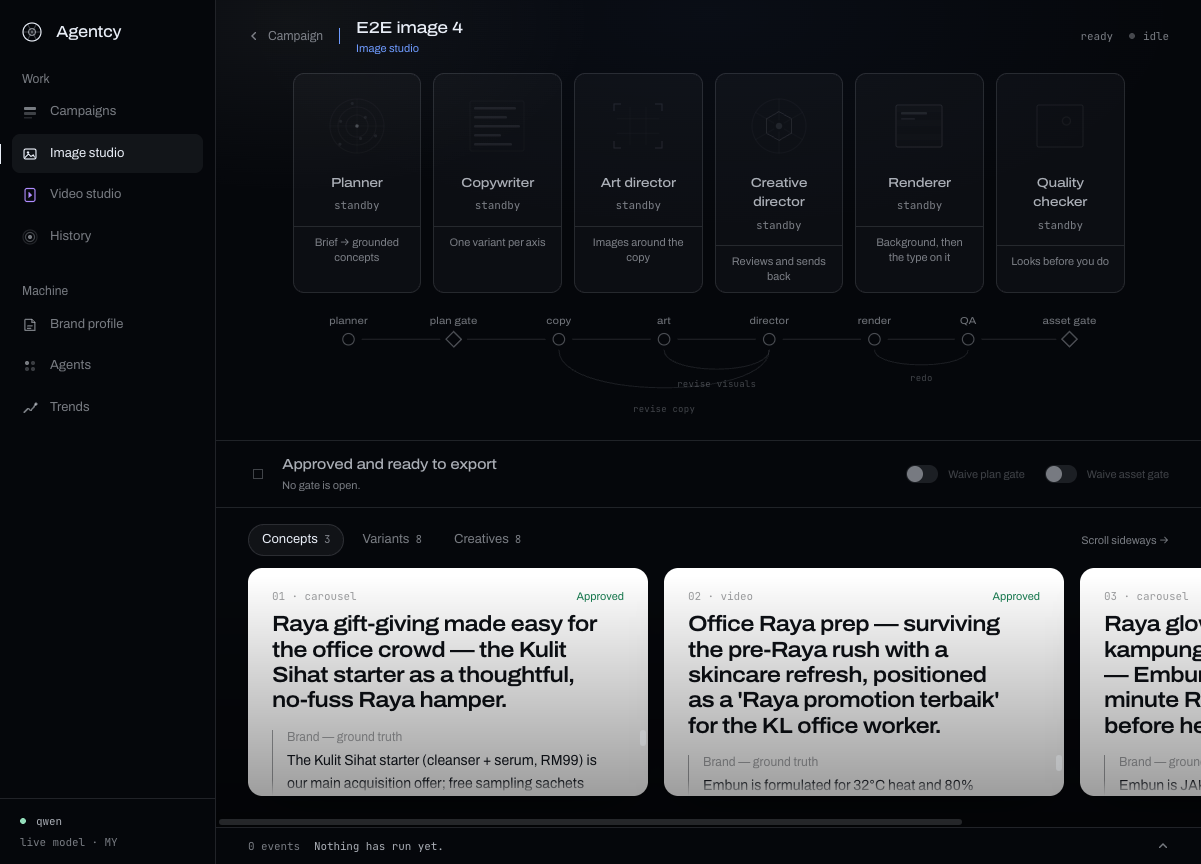 Agentcy
Work
Campaigns
Image studio
Video studio
History
Machine
Brand profile
Agents
Trends
qwen
live model · MY
Campaign
E2E image 4
Image studio
ready
idle
Planner
standby
Brief → grounded
concepts
Copywriter
standby
One variant per axis
Art director
standby
Images around the
copy
Creative
director
standby
Reviews and sends
back
Renderer
standby
Background, then
the type on it
Quality
checker
standby
Looks before you do
planner
plan gate
copy
art
director
render
QA
asset gate
revise visuals
redo
revise copy
Approved and ready to export
No gate is open.
Waive plan gate
Waive asset gate
Concepts 3
Variants 8
Creatives 8
Scroll sideways →
01 · carousel
Approved
Raya gift-giving made easy for
the office crowd — the Kulit
Sihat starter as a thoughtful,
no-fuss Raya hamper.
Brand — ground truth
The Kulit Sihat starter (cleanser + serum, RM99) is
our main acquisition offer; free sampling sachets
02 · video
Approved
Office Raya prep — surviving
the pre-Raya rush with a
skincare refresh, positioned
as a 'Raya promotion terbaik'
for the KL office worker.
Brand — ground truth
Embun is formulated for 32°C heat and 80%
03 · carousel
Raya glo
kampung
— Embu
minute R
before he
Brand — grou
Embun is JA
0 events
Nothing has run yet.